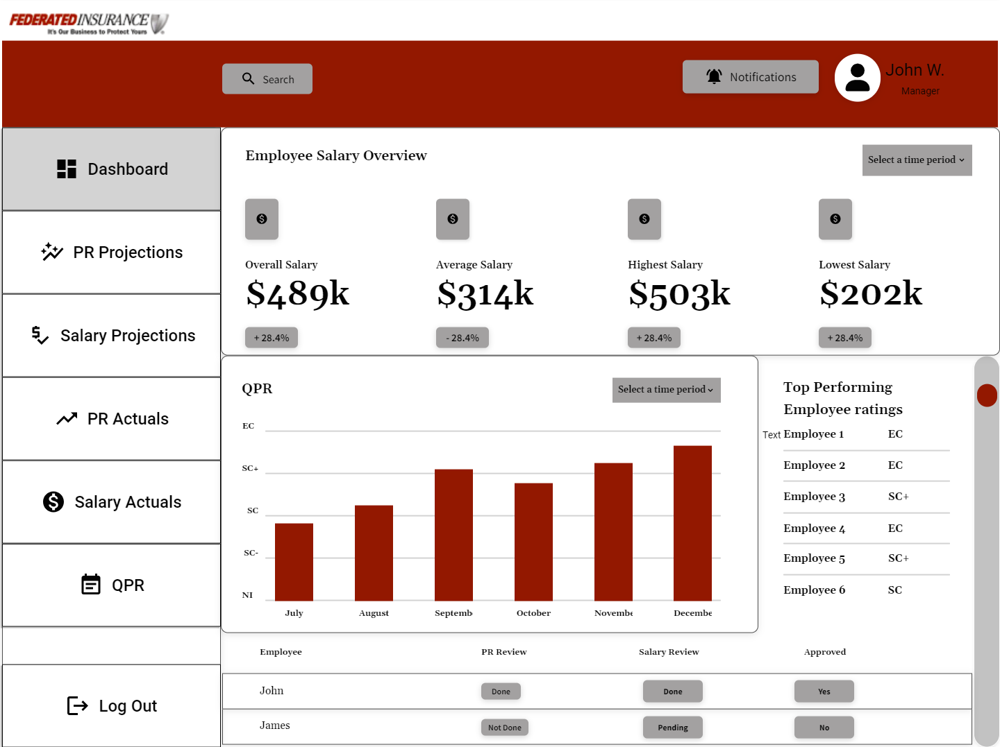 FEDERATED INSURANCE
It's Our Business to Protect Yours
Search
Notifications
John W.
Manager
Dashboard
PR Projections
Salary Projections
PR Actuals
Salary Actuals
QPR
Log Out
Employee Salary Overview
Select a time period
Overall Salary
$489k
+ 28.4%
Average Salary
$314k
- 28.4%
Highest Salary
$503k
+ 28.4%
Lowest Salary
$202k
+ 28.4%
QPR
Select a time period
EC
SC+
SC
SC-
NI
July
August
Septemb
October
Novembe
Decembe
Top Performing
Employee ratings
Text
Employee 1 EC
Employee 2 EC
Employee 3 SC+
Employee 4 EC
Employee 5 SC+
Employee 6 SC
Employee PR Review Salary Review Approved
John Done Done Yes
James Not Done Pending No